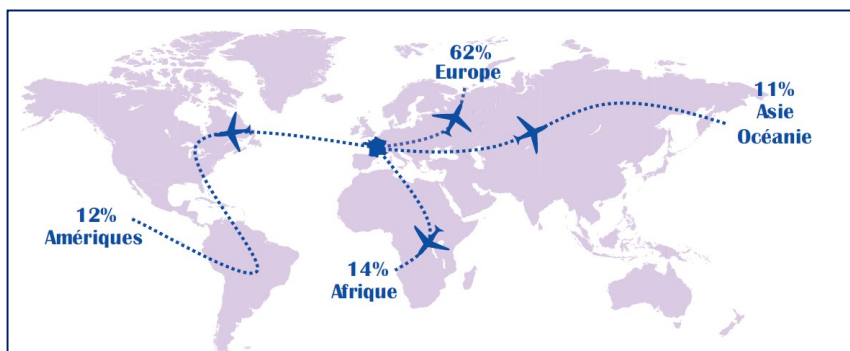 62%
Europe
11%
Asie
Océanie
12%
Amériques
14%
Afrique